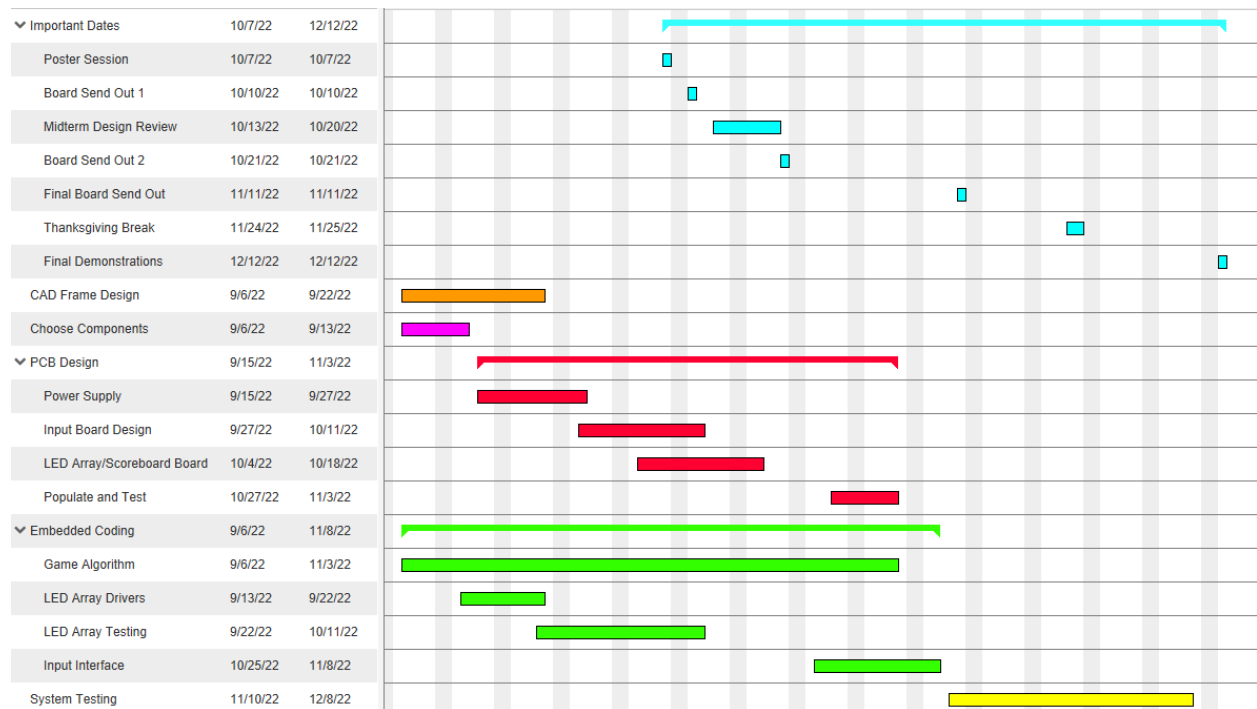 Important Dates 10/7/22 12/12/22
Poster Session 10/7/22 10/7/22
Board Send Out 1 10/10/22 10/10/22
Midterm Design Review 10/13/22 10/20/22
Board Send Out 2 10/21/22 10/21/22
Final Board Send Out 11/11/22 11/11/22
Thanksgiving Break 11/24/22 11/25/22
Final Demonstrations 12/12/22 12/12/22
CAD Frame Design 9/6/22 9/22/22
Choose Components 9/6/22 9/13/22
PCB Design 9/15/22 11/3/22
Power Supply 9/15/22 9/27/22
Input Board Design 9/27/22 10/11/22
LED Array/Scoreboard Board 10/4/22 10/18/22
Populate and Test 10/27/22 11/3/22
Embedded Coding 9/6/22 11/8/22
Game Algorithm 9/6/22 11/3/22
LED Array Drivers 9/13/22 9/22/22
LED Array Testing 9/22/22 10/11/22
Input Interface 10/25/22 11/8/22
System Testing 11/10/22 12/8/22